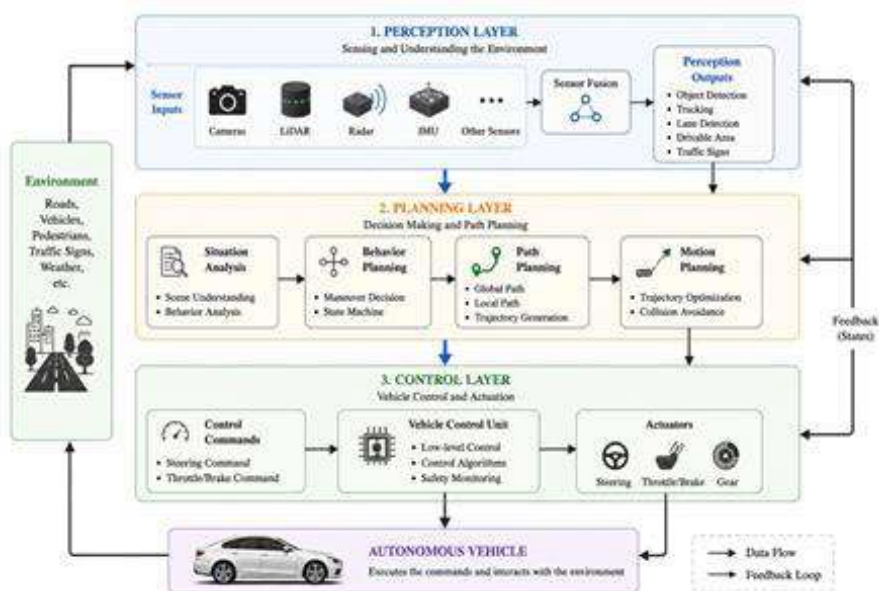 1. PERCEPTION LAYER
Sensing and Understanding the Environment
Sensor
Inputs
Cameras
LiDAR
Radar
IMU
Other Sensors
Sensor Fusion
Perception
Outputs
• Object Detection
• Tracking
• Lane Detection
• Drivable Area
• Traffic Signs
Environment
Roads,
Vehicles,
Pedestrians,
Traffic Signs,
Weather,
etc.
2. PLANNING LAYER
Decision Making and Path Planning
Situation
Analysis
• Scene Understanding
• Behavior Analysis
Behavior
Planning
• Maneuver Decision
• State Machine
Path
Planning
• Global Path
• Local Path
• Trajectory Generation
Motion
Planning
• Trajectory Optimization
• Collision Avoidance
Feedback
(States)
3. CONTROL LAYER
Vehicle Control and Actuation
Control
Commands
• Steering Command
• Throttle/Brake Command
Vehicle Control Unit
• Low-level Control
• Control Algorithms
• Safety Monitoring
Actuators
Steering
Throttle/Brake
Gear
AUTONOMOUS VEHICLE
Executes the commands and interacts with the environment
Data Flow
Feedback Loop